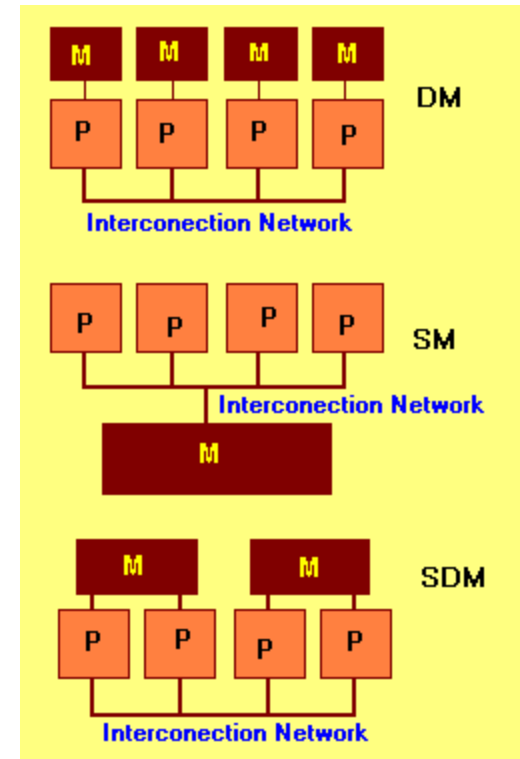 M M M M
DM
P P P P
Interconection Network
P P P P
SM
Interconection Network
M
M M
SDM
P P P P
Interconection Network